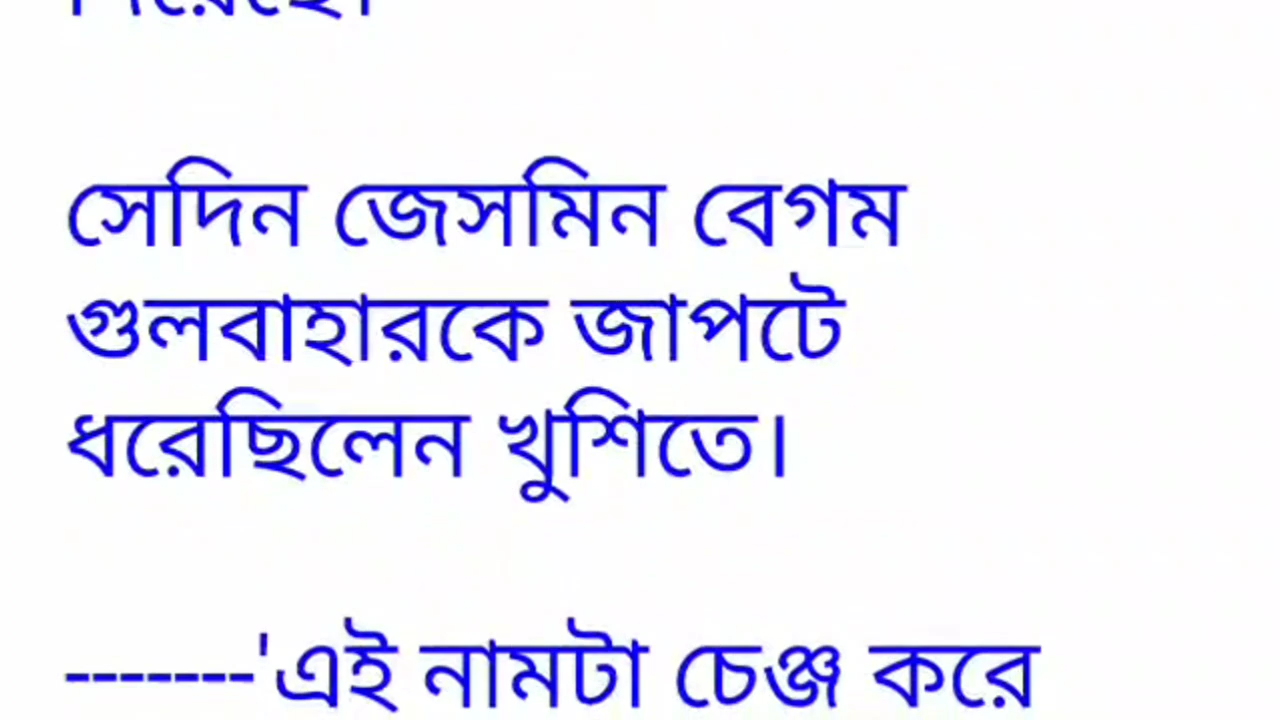 সেদিন জেসমিন বেগম
গুলবাহারকে জাপটে
ধরেছিলেন খুশিতে।
-------'এই নামটা চেঞ্জ করে